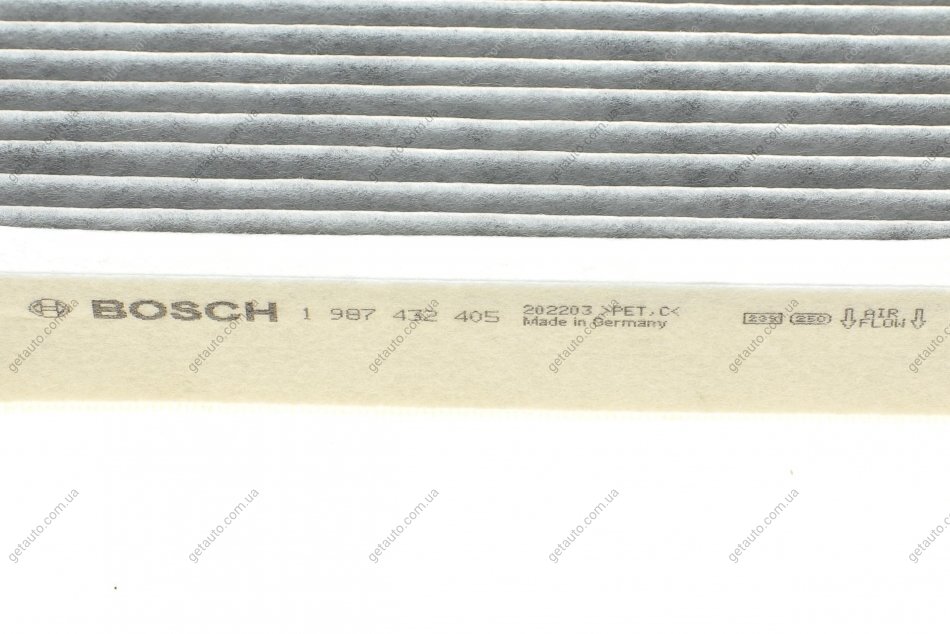 BOSCH 1 987 432 405
202203 >PET,C<
Made in Germany
AIR
FLOW
getauto.com.ua